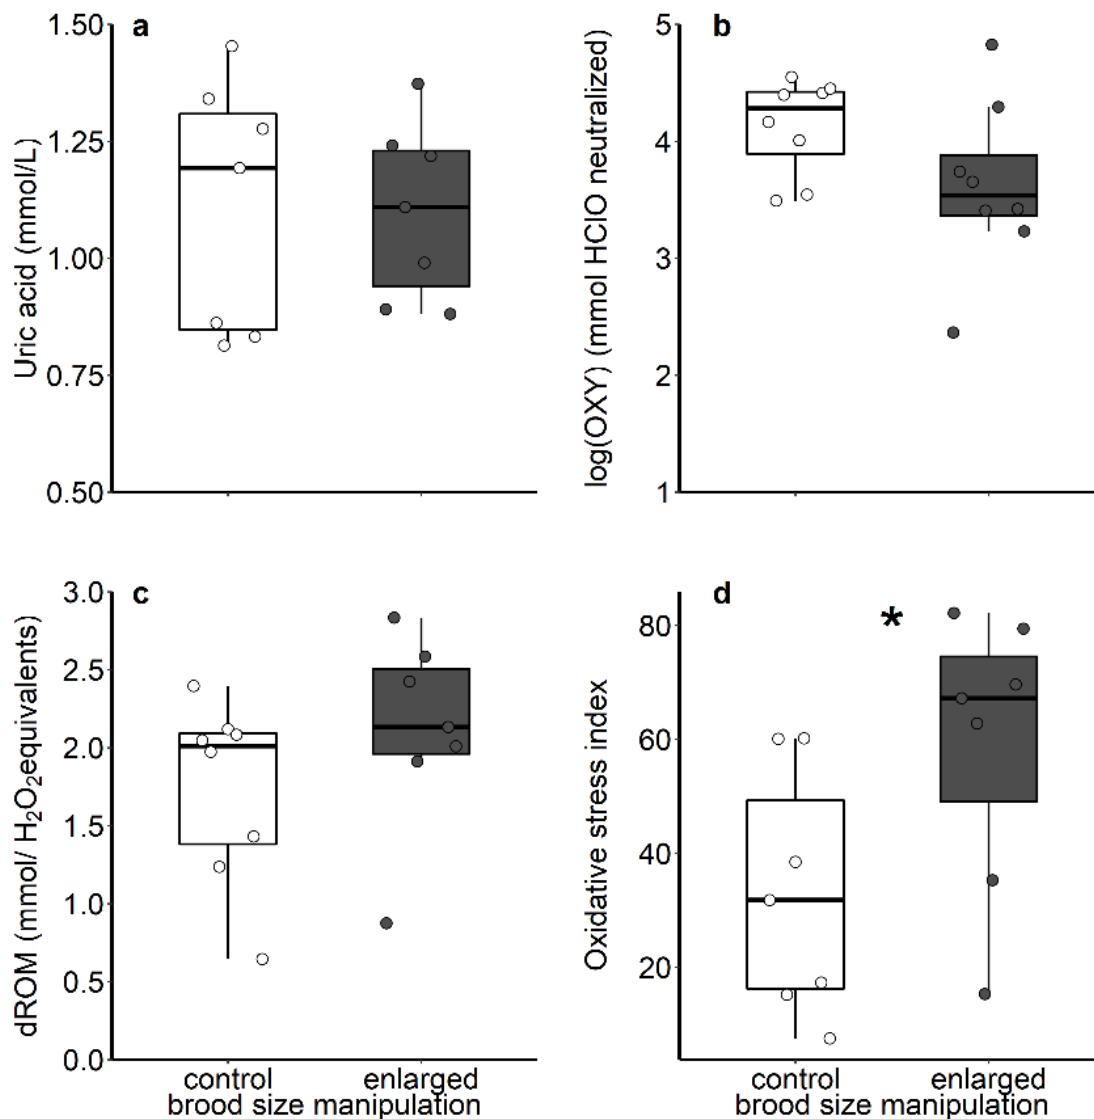 a
Uric acid (mmol/L)
1.50
1.25
1.00
0.75
0.50
b
log(OXY) (mmol HClO neutralized)
5
4
3
2
1
c
dROM (mmol/ H₂O₂equivalents)
3.0
2.5
2.0
1.5
1.0
0.5
0.0
control enlarged
brood size manipulation
d
*
Oxidative stress index
80
60
40
20
control enlarged
brood size manipulation